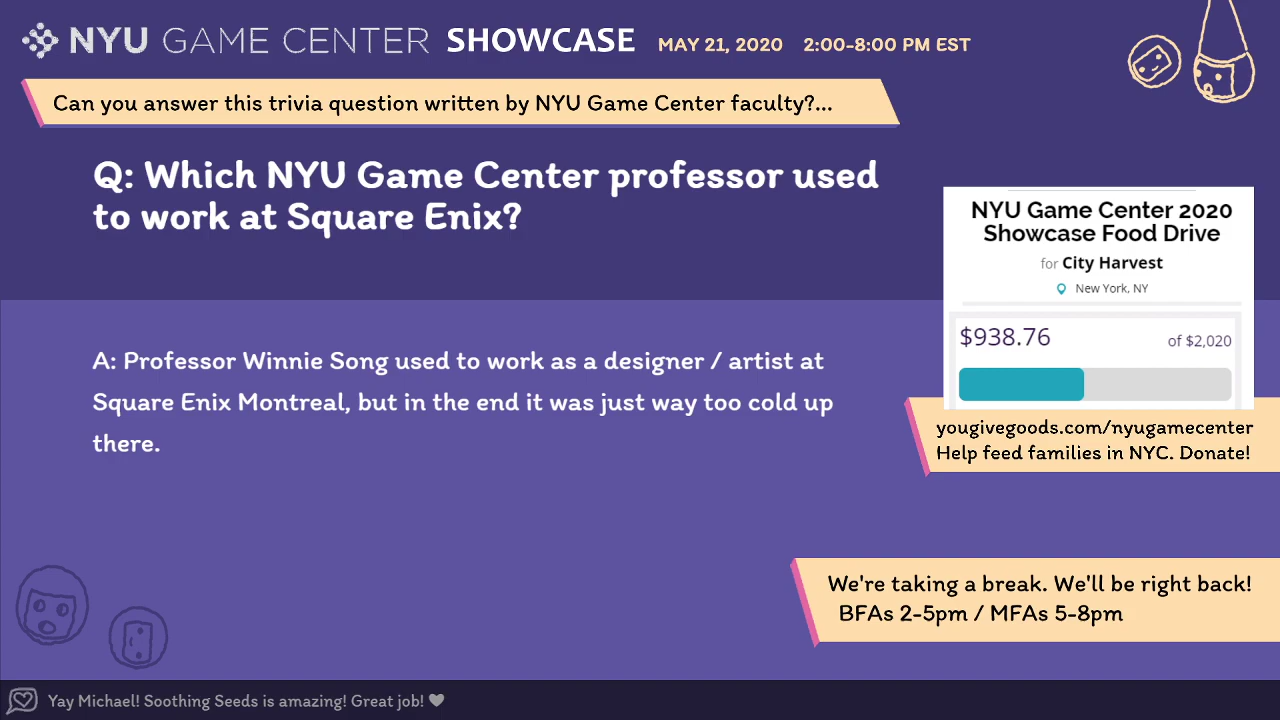 NYU GAME CENTER SHOWCASE MAY 21, 2020 2:00-8:00 PM EST
Can you answer this trivia question written by NYU Game Center faculty?...
Q: Which NYU Game Center professor used
to work at Square Enix?
NYU Game Center 2020
Showcase Food Drive
for City Harvest
New York, NY
$938.76 of $2,020
A: Professor Winnie Song used to work as a designer / artist at
Square Enix Montreal, but in the end it was just way too cold up
there.
yougivegoods.com/nyugamecenter
Help feed families in NYC. Donate!
We're taking a break. We'll be right back!
BFAs 2-5pm / MFAs 5-8pm
Yay Michael! Soothing Seeds is amazing! Great job! 🖤